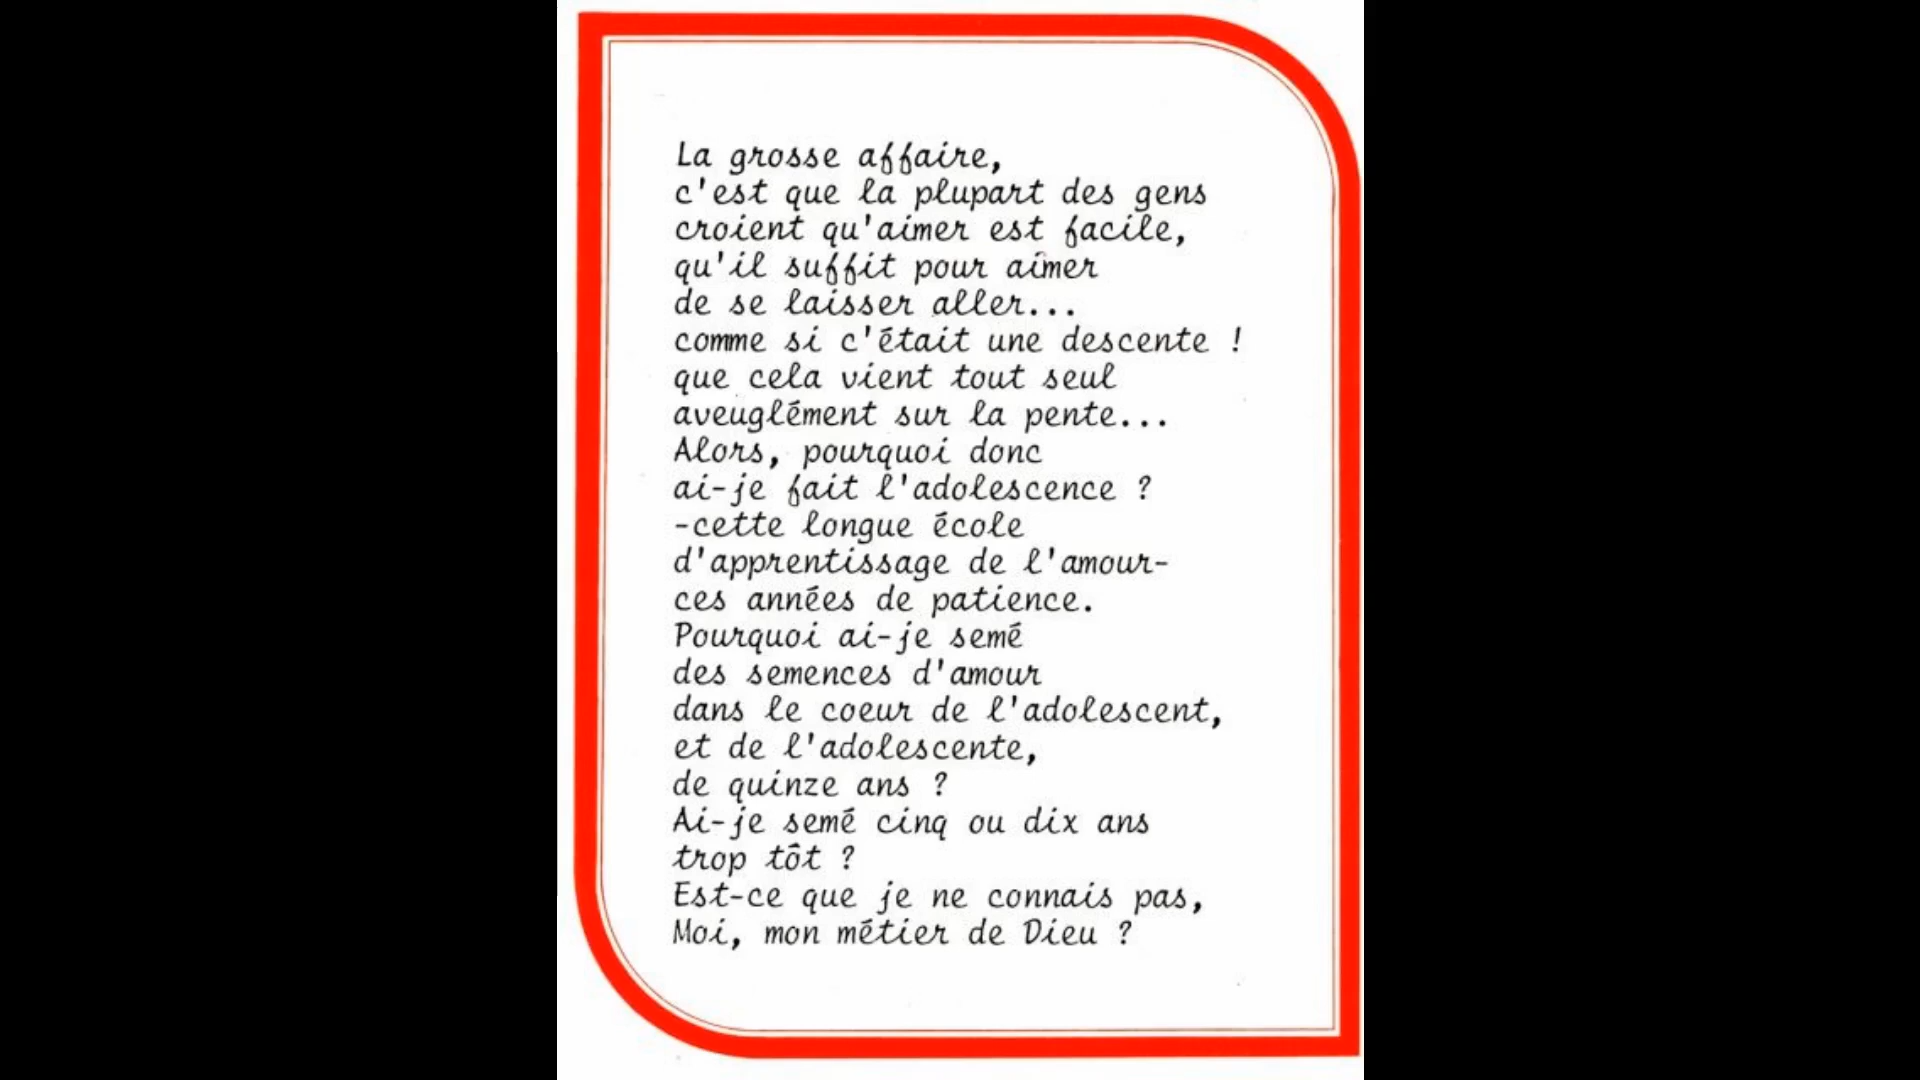 La grosse affaire,
c'est que la plupart des gens
croient qu'aimer est facile,
qu'il suffit pour aimer
de se laisser aller...
comme si c'était une descente !
que cela vient tout seul
aveuglément sur la pente...
Alors, pourquoi donc
ai-je fait l'adolescence ?
-cette longue école
d'apprentissage de l'amour-
ces années de patience.
Pourquoi ai-je semé
des semences d'amour
dans le coeur de l'adolescent,
et de l'adolescente,
de quinze ans ?
Ai-je semé cinq ou dix ans
trop tôt ?
Est-ce que je ne connais pas,
Moi, mon métier de Dieu ?